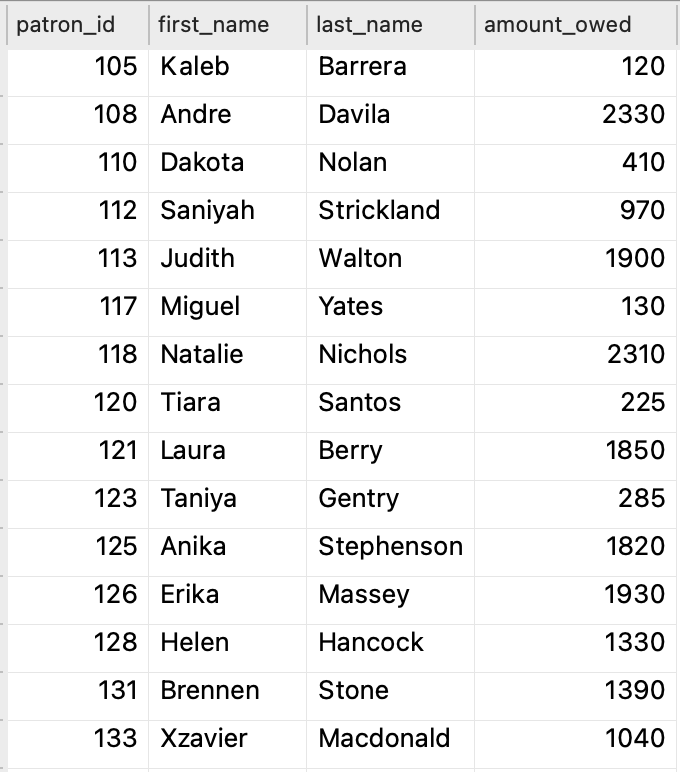 patron_id first_name last_name amount_owed
105 Kaleb Barrera 120
108 Andre Davila 2330
110 Dakota Nolan 410
112 Saniyah Strickland 970
113 Judith Walton 1900
117 Miguel Yates 130
118 Natalie Nichols 2310
120 Tiara Santos 225
121 Laura Berry 1850
123 Taniya Gentry 285
125 Anika Stephenson 1820
126 Erika Massey 1930
128 Helen Hancock 1330
131 Brennen Stone 1390
133 Xzavier Macdonald 1040